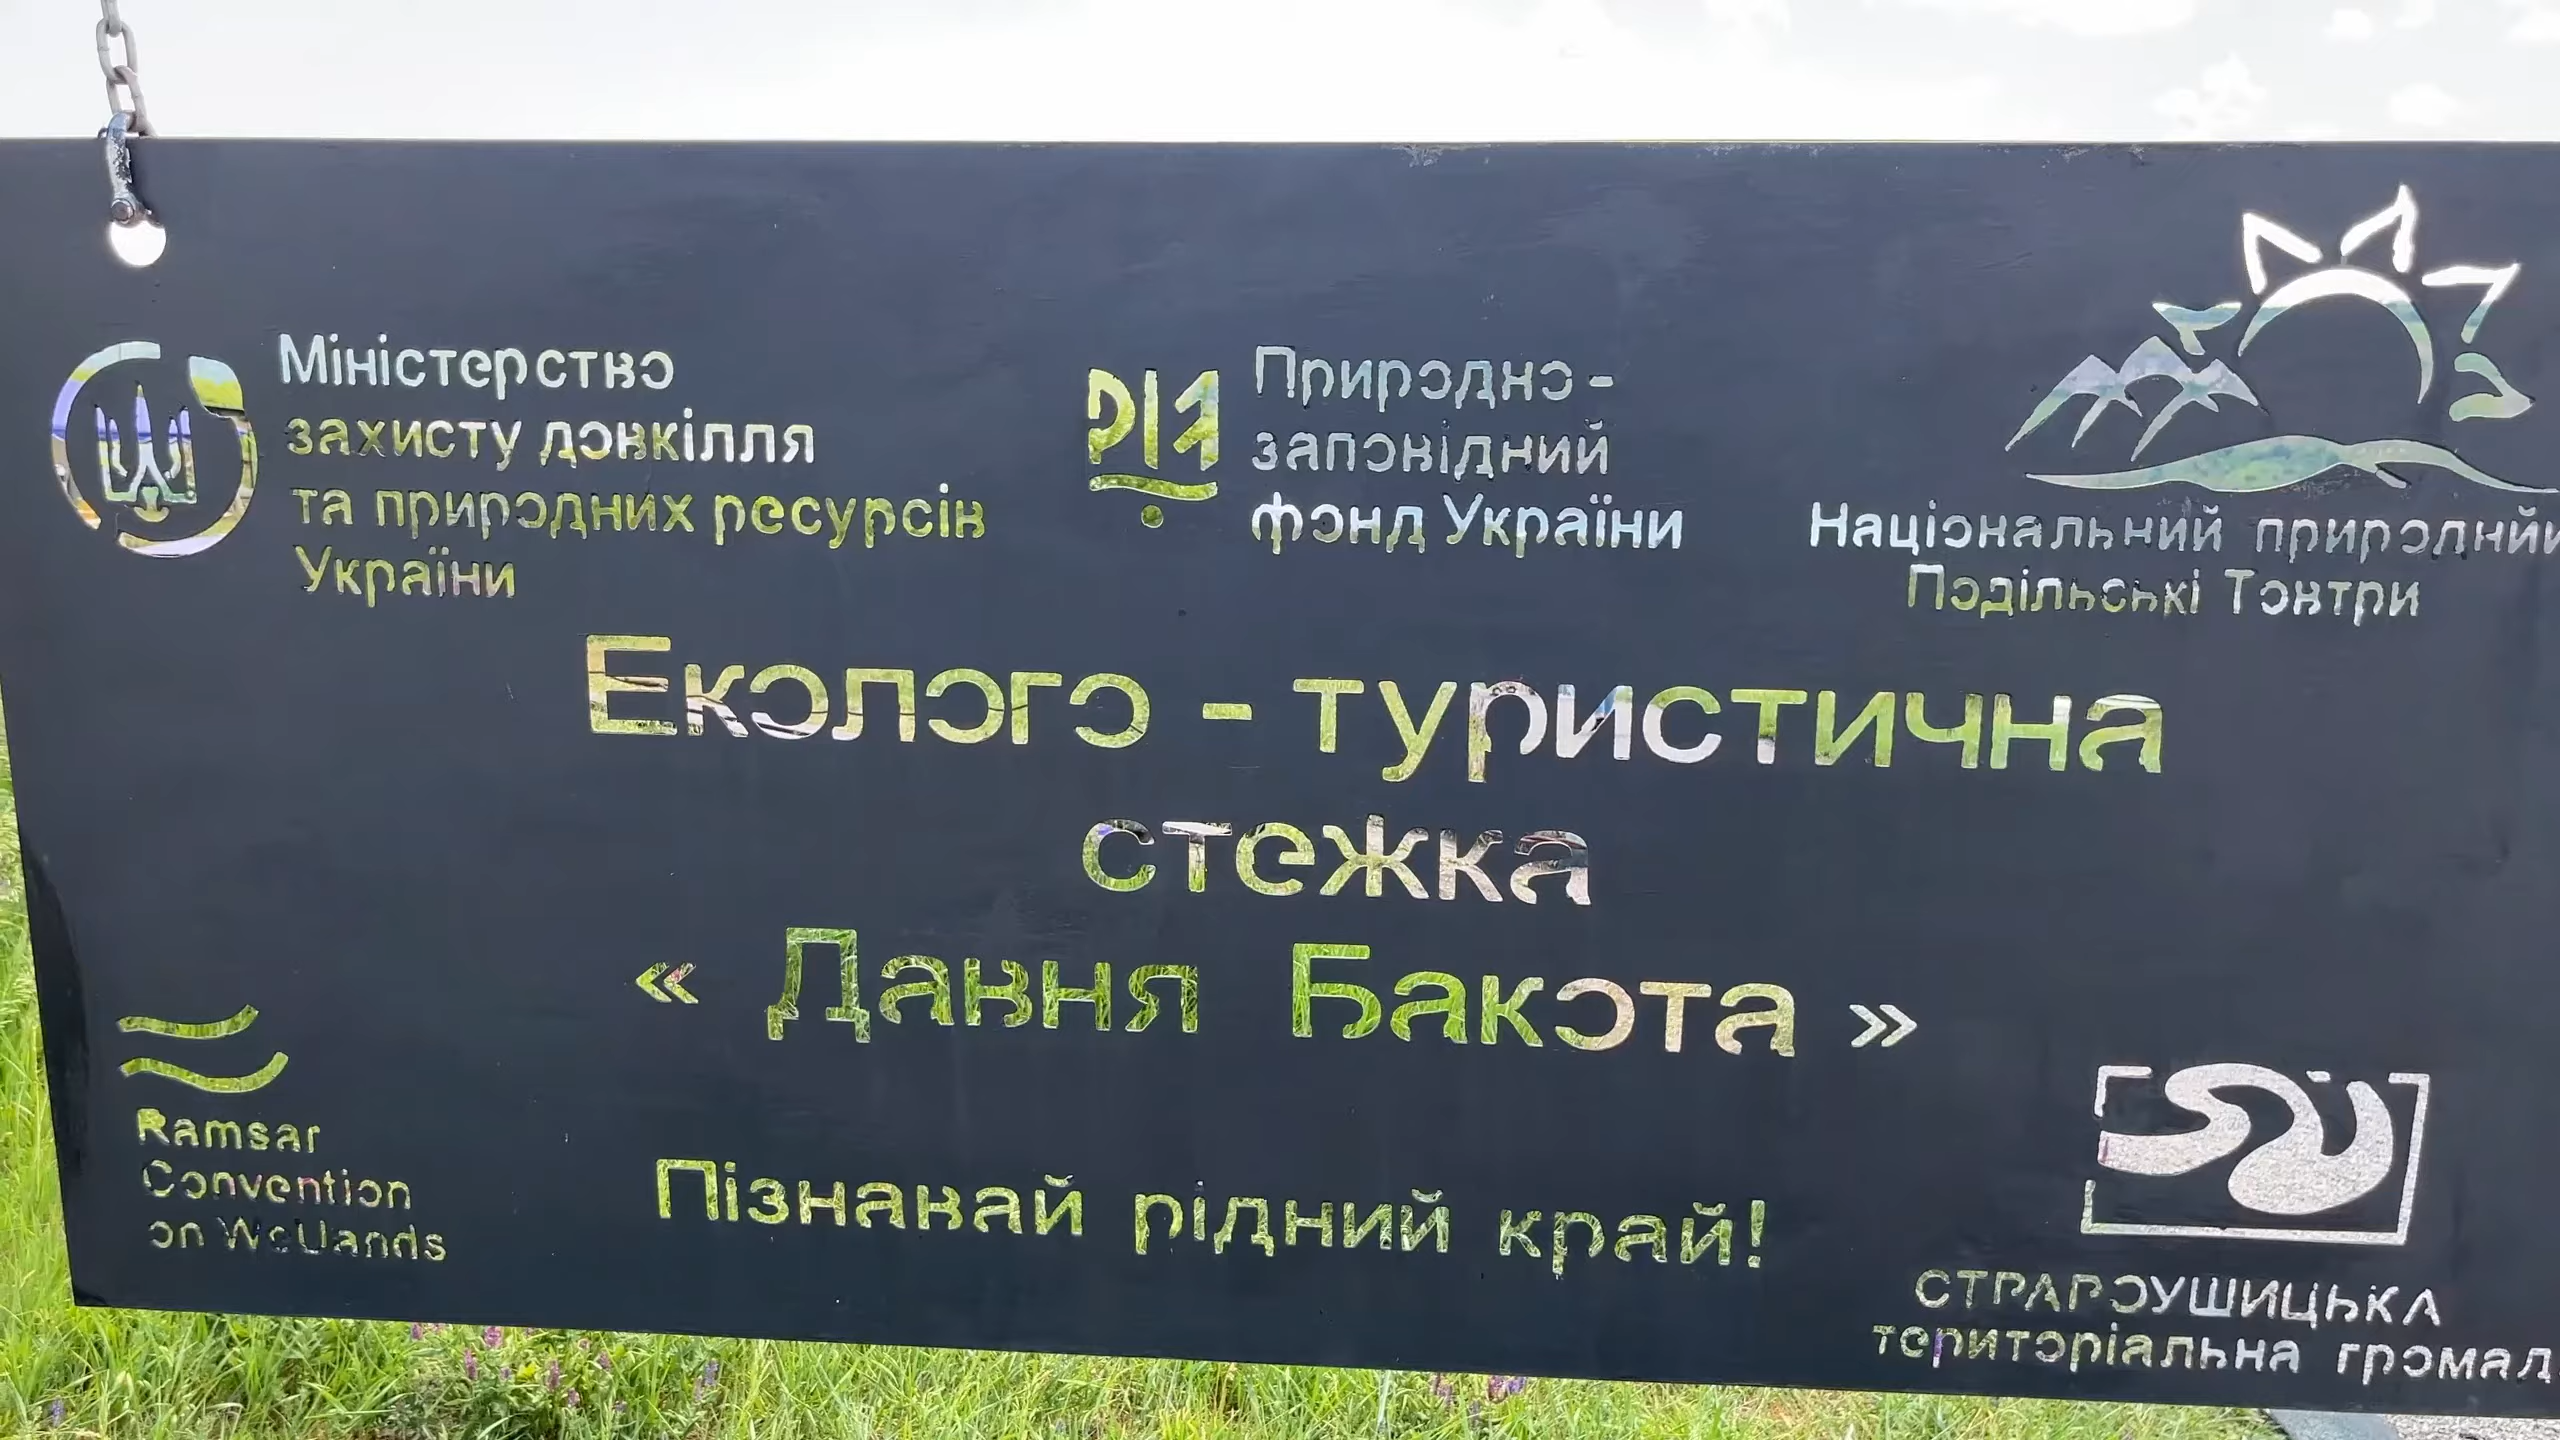 Міністерство
захисту довкілля
та природних ресурсів
України
Природно-
заповідний
фонд України
Національний природний
Подільські Товтри
Еколого - туристична
стежка
« Давня Бакота »
Ramsar
Convention
on Wetlands
Пізнавай рідний край!
СТАРОУШИЦЬКА
територіальна громад